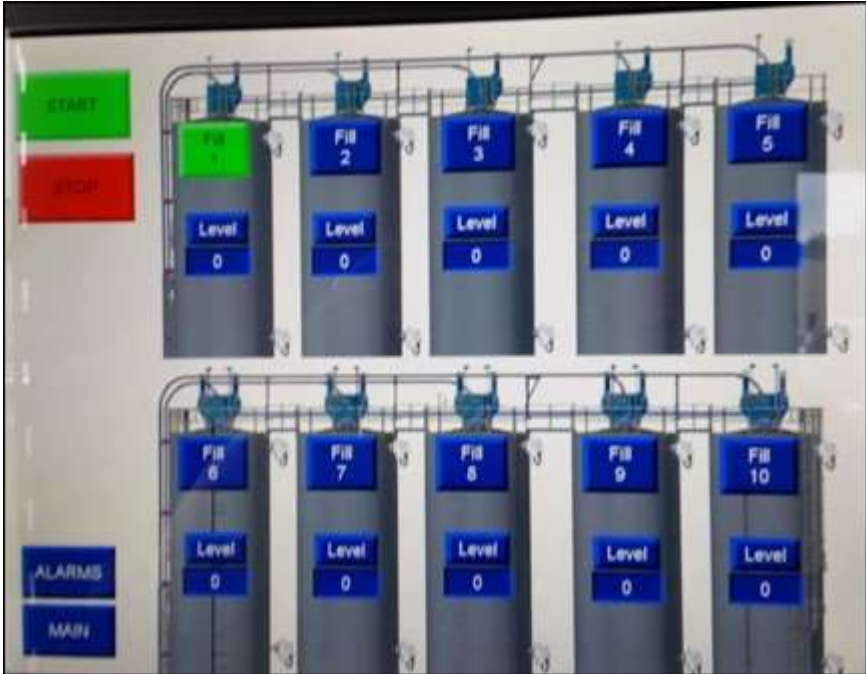 START
Fill
1
Fill
2
Fill
3
Fill
4
Fill
5
STOP
Level
0
Level
0
Level
0
Level
0
Level
0
Fill
6
Fill
7
Fill
8
Fill
9
Fill
10
Level
0
Level
0
Level
0
Level
0
Level
0
ALARMS
MAIN